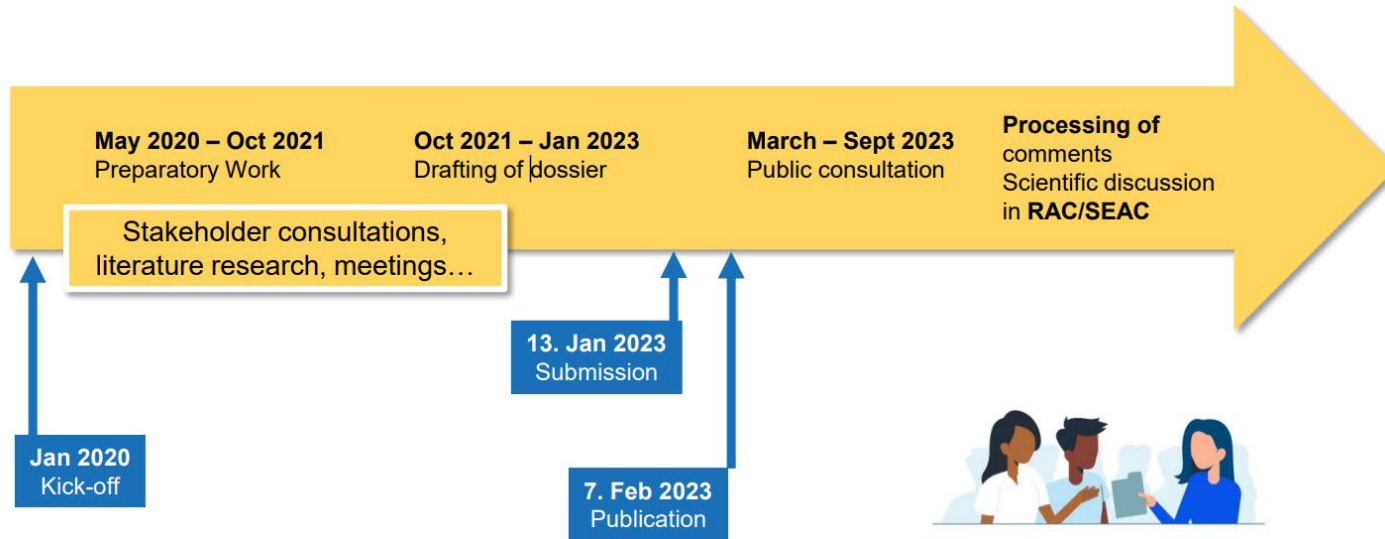 May 2020 – Oct 2021
Preparatory Work
Oct 2021 – Jan 2023
Drafting of dossier
March – Sept 2023
Public consultation
Processing of
comments
Scientific discussion
in RAC/SEAC
Stakeholder consultations,
literature research, meetings…
13. Jan 2023
Submission
Jan 2020
Kick-off
7. Feb 2023
Publication